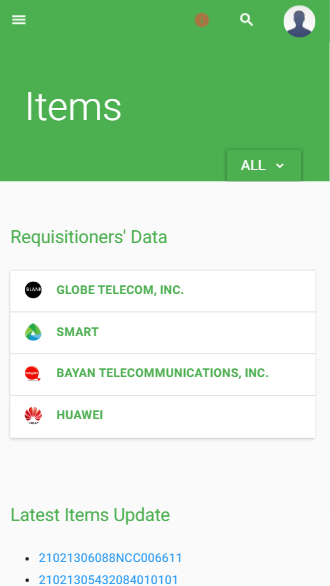 Items
ALL
Requisitioners' Data
GLOBE TELECOM, INC.
SMART
BAYAN TELECOMMUNICATIONS, INC.
HUAWEI
Latest Items Update
21021306088NCC006611
21021305432084010101